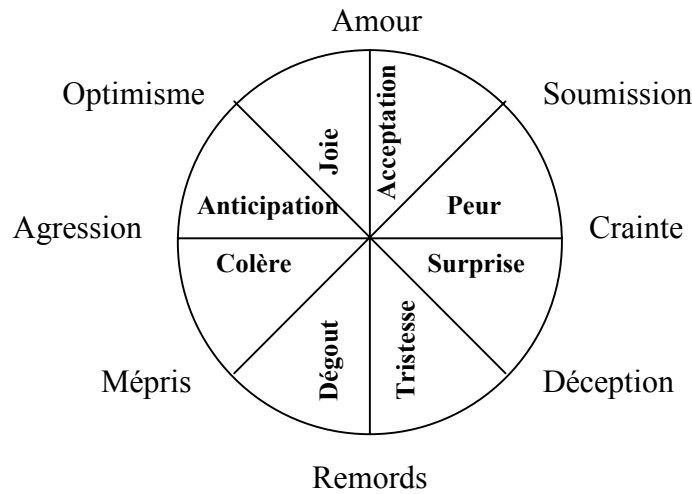 Amour
Optimisme
Soumission
Joie
Acceptation
Anticipation
Peur
Agression
Crainte
Colère
Surprise
Dégout
Tristesse
Mépris
Déception
Remords